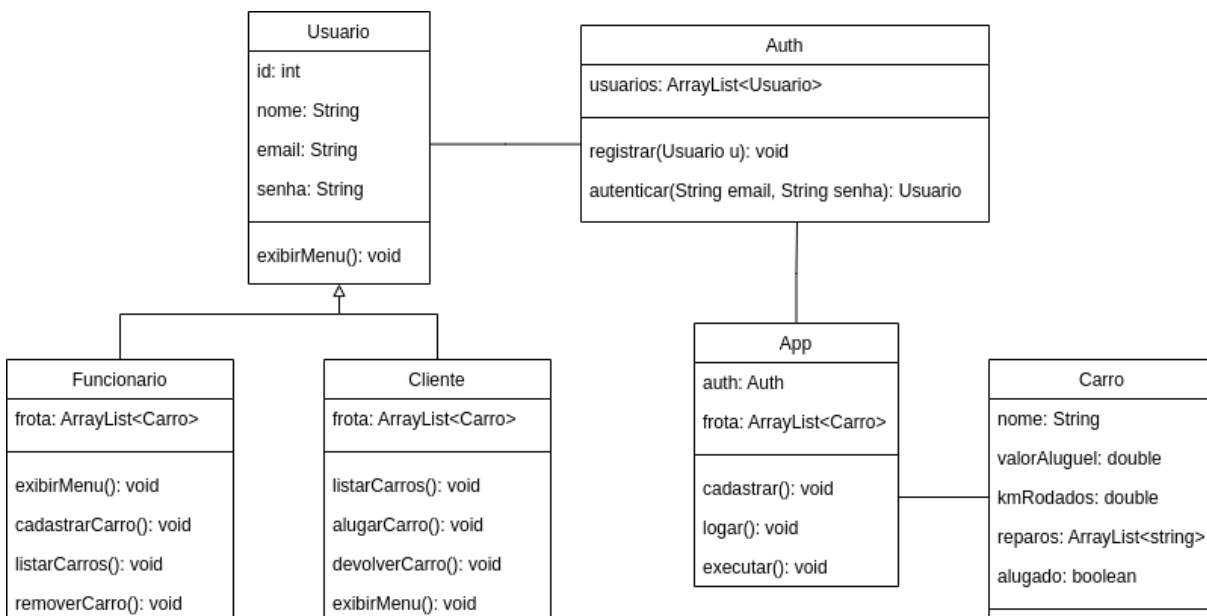 Usuario
id: int
nome: String
email: String
senha: String
exibirMenu(): void
Auth
usuarios: ArrayList<Usuario>
registrar(Usuario u): void
autenticar(String email, String senha): Usuario
Funcionario
frota: ArrayList<Carro>
exibirMenu(): void
cadastrarCarro(): void
listarCarros(): void
removerCarro(): void
Cliente
frota: ArrayList<Carro>
listarCarros(): void
alugarCarro(): void
devolverCarro(): void
exibirMenu(): void
App
auth: Auth
frota: ArrayList<Carro>
cadastrar(): void
logar(): void
executar(): void
Carro
nome: String
valorAluguel: double
kmRodados: double
reparos: ArrayList<string>
alugado: boolean